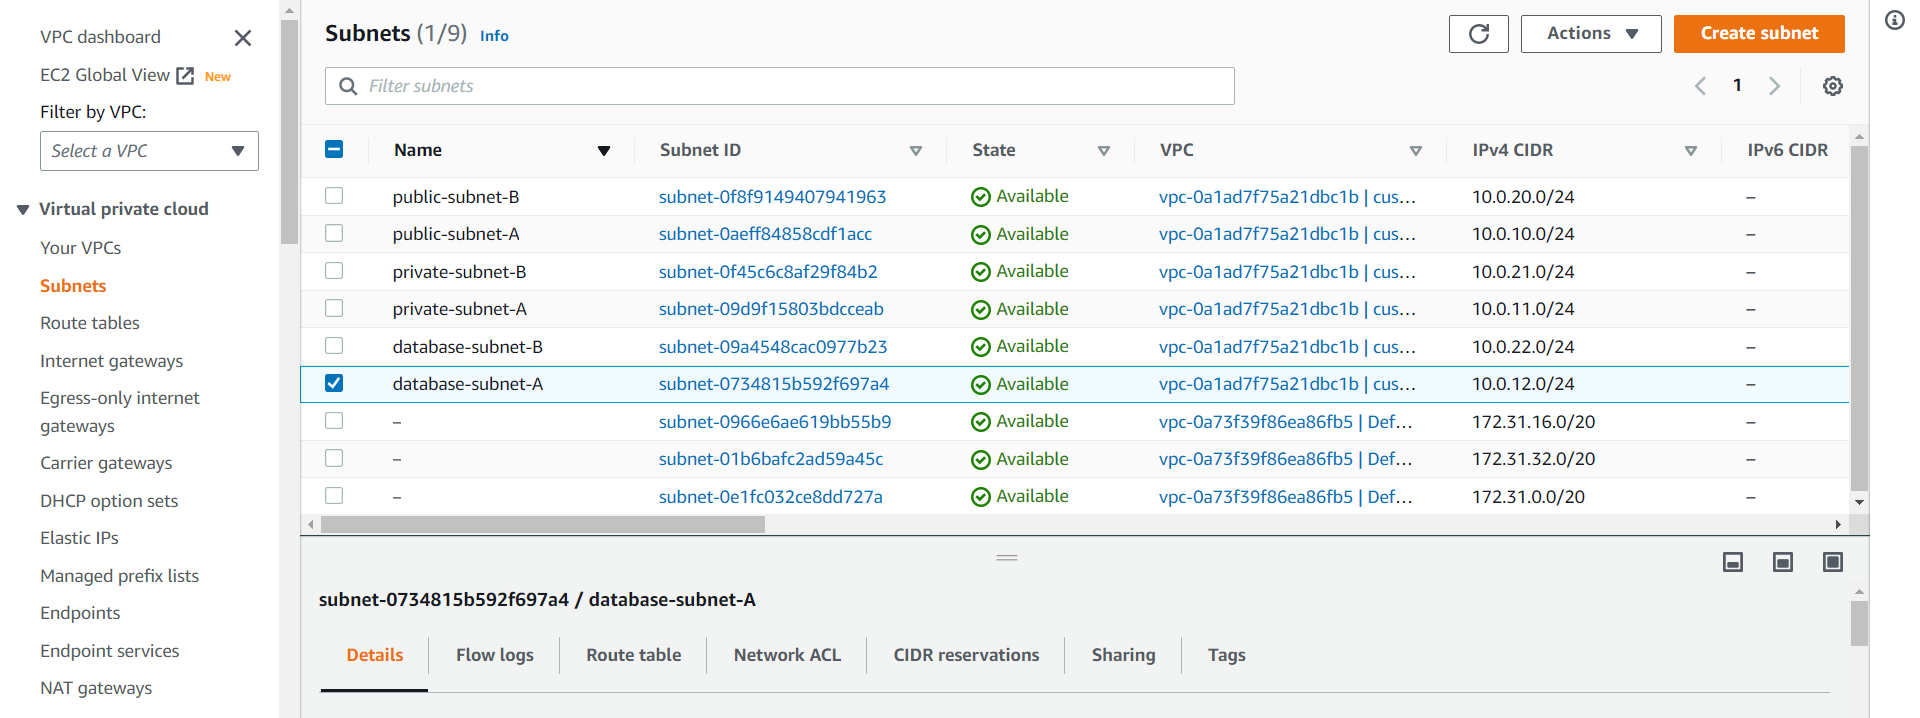 VPC dashboard
EC2 Global View New
Filter by VPC:
Select a VPC
Virtual private cloud
Your VPCs
Subnets
Route tables
Internet gateways
Egress-only internet
gateways
Carrier gateways
DHCP option sets
Elastic IPs
Managed prefix lists
Endpoints
Endpoint services
NAT gateways
Subnets (1/9) Info
Actions
Create subnet
Filter subnets
1
Name Subnet ID State VPC IPv4 CIDR IPv6 CIDR
public-subnet-B subnet-0f8f9149407941963 Available vpc-0a1ad7f75a21dbc1b | cus... 10.0.20.0/24 –
public-subnet-A subnet-0aeff84858cdf1acc Available vpc-0a1ad7f75a21dbc1b | cus... 10.0.10.0/24 –
private-subnet-B subnet-0f45c6c8af29f84b2 Available vpc-0a1ad7f75a21dbc1b | cus... 10.0.21.0/24 –
private-subnet-A subnet-09d9f15803bdcceab Available vpc-0a1ad7f75a21dbc1b | cus... 10.0.11.0/24 –
database-subnet-B subnet-09a4548cac0977b23 Available vpc-0a1ad7f75a21dbc1b | cus... 10.0.22.0/24 –
database-subnet-A subnet-0734815b592f697a4 Available vpc-0a1ad7f75a21dbc1b | cus... 10.0.12.0/24 –
– subnet-0966e6ae619bb55b9 Available vpc-0a73f39f86ea86fb5 | Def... 172.31.16.0/20 –
– subnet-01b6bafc2ad59a45c Available vpc-0a73f39f86ea86fb5 | Def... 172.31.32.0/20 –
– subnet-0e1fc032ce8dd727a Available vpc-0a73f39f86ea86fb5 | Def... 172.31.0.0/20 –
subnet-0734815b592f697a4 / database-subnet-A
Details Flow logs Route table Network ACL CIDR reservations Sharing Tags